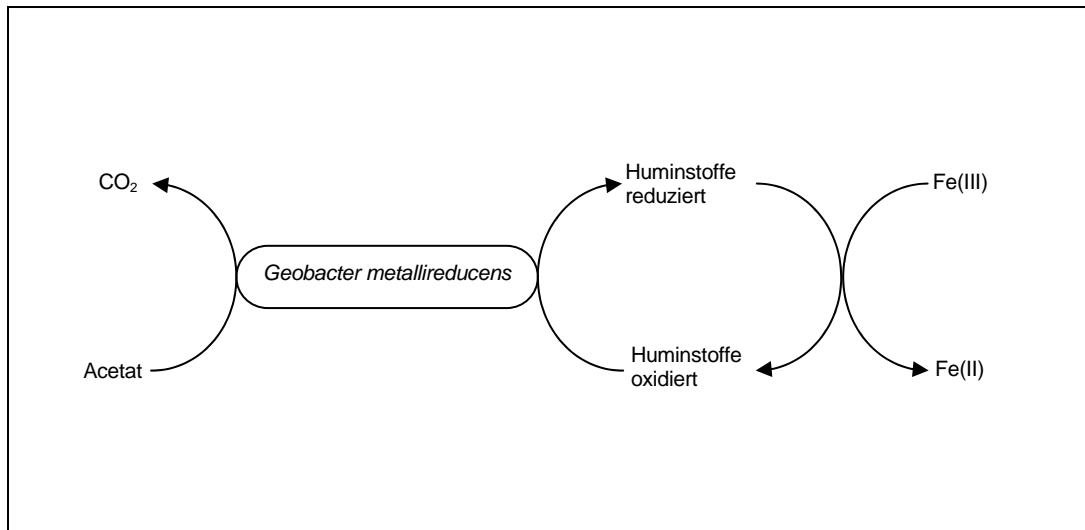 CO₂
Huminstoffe
reduziert
Fe(III)
Geobacter metallireducens
Acetat
Huminstoffe
oxidiert
Fe(II)